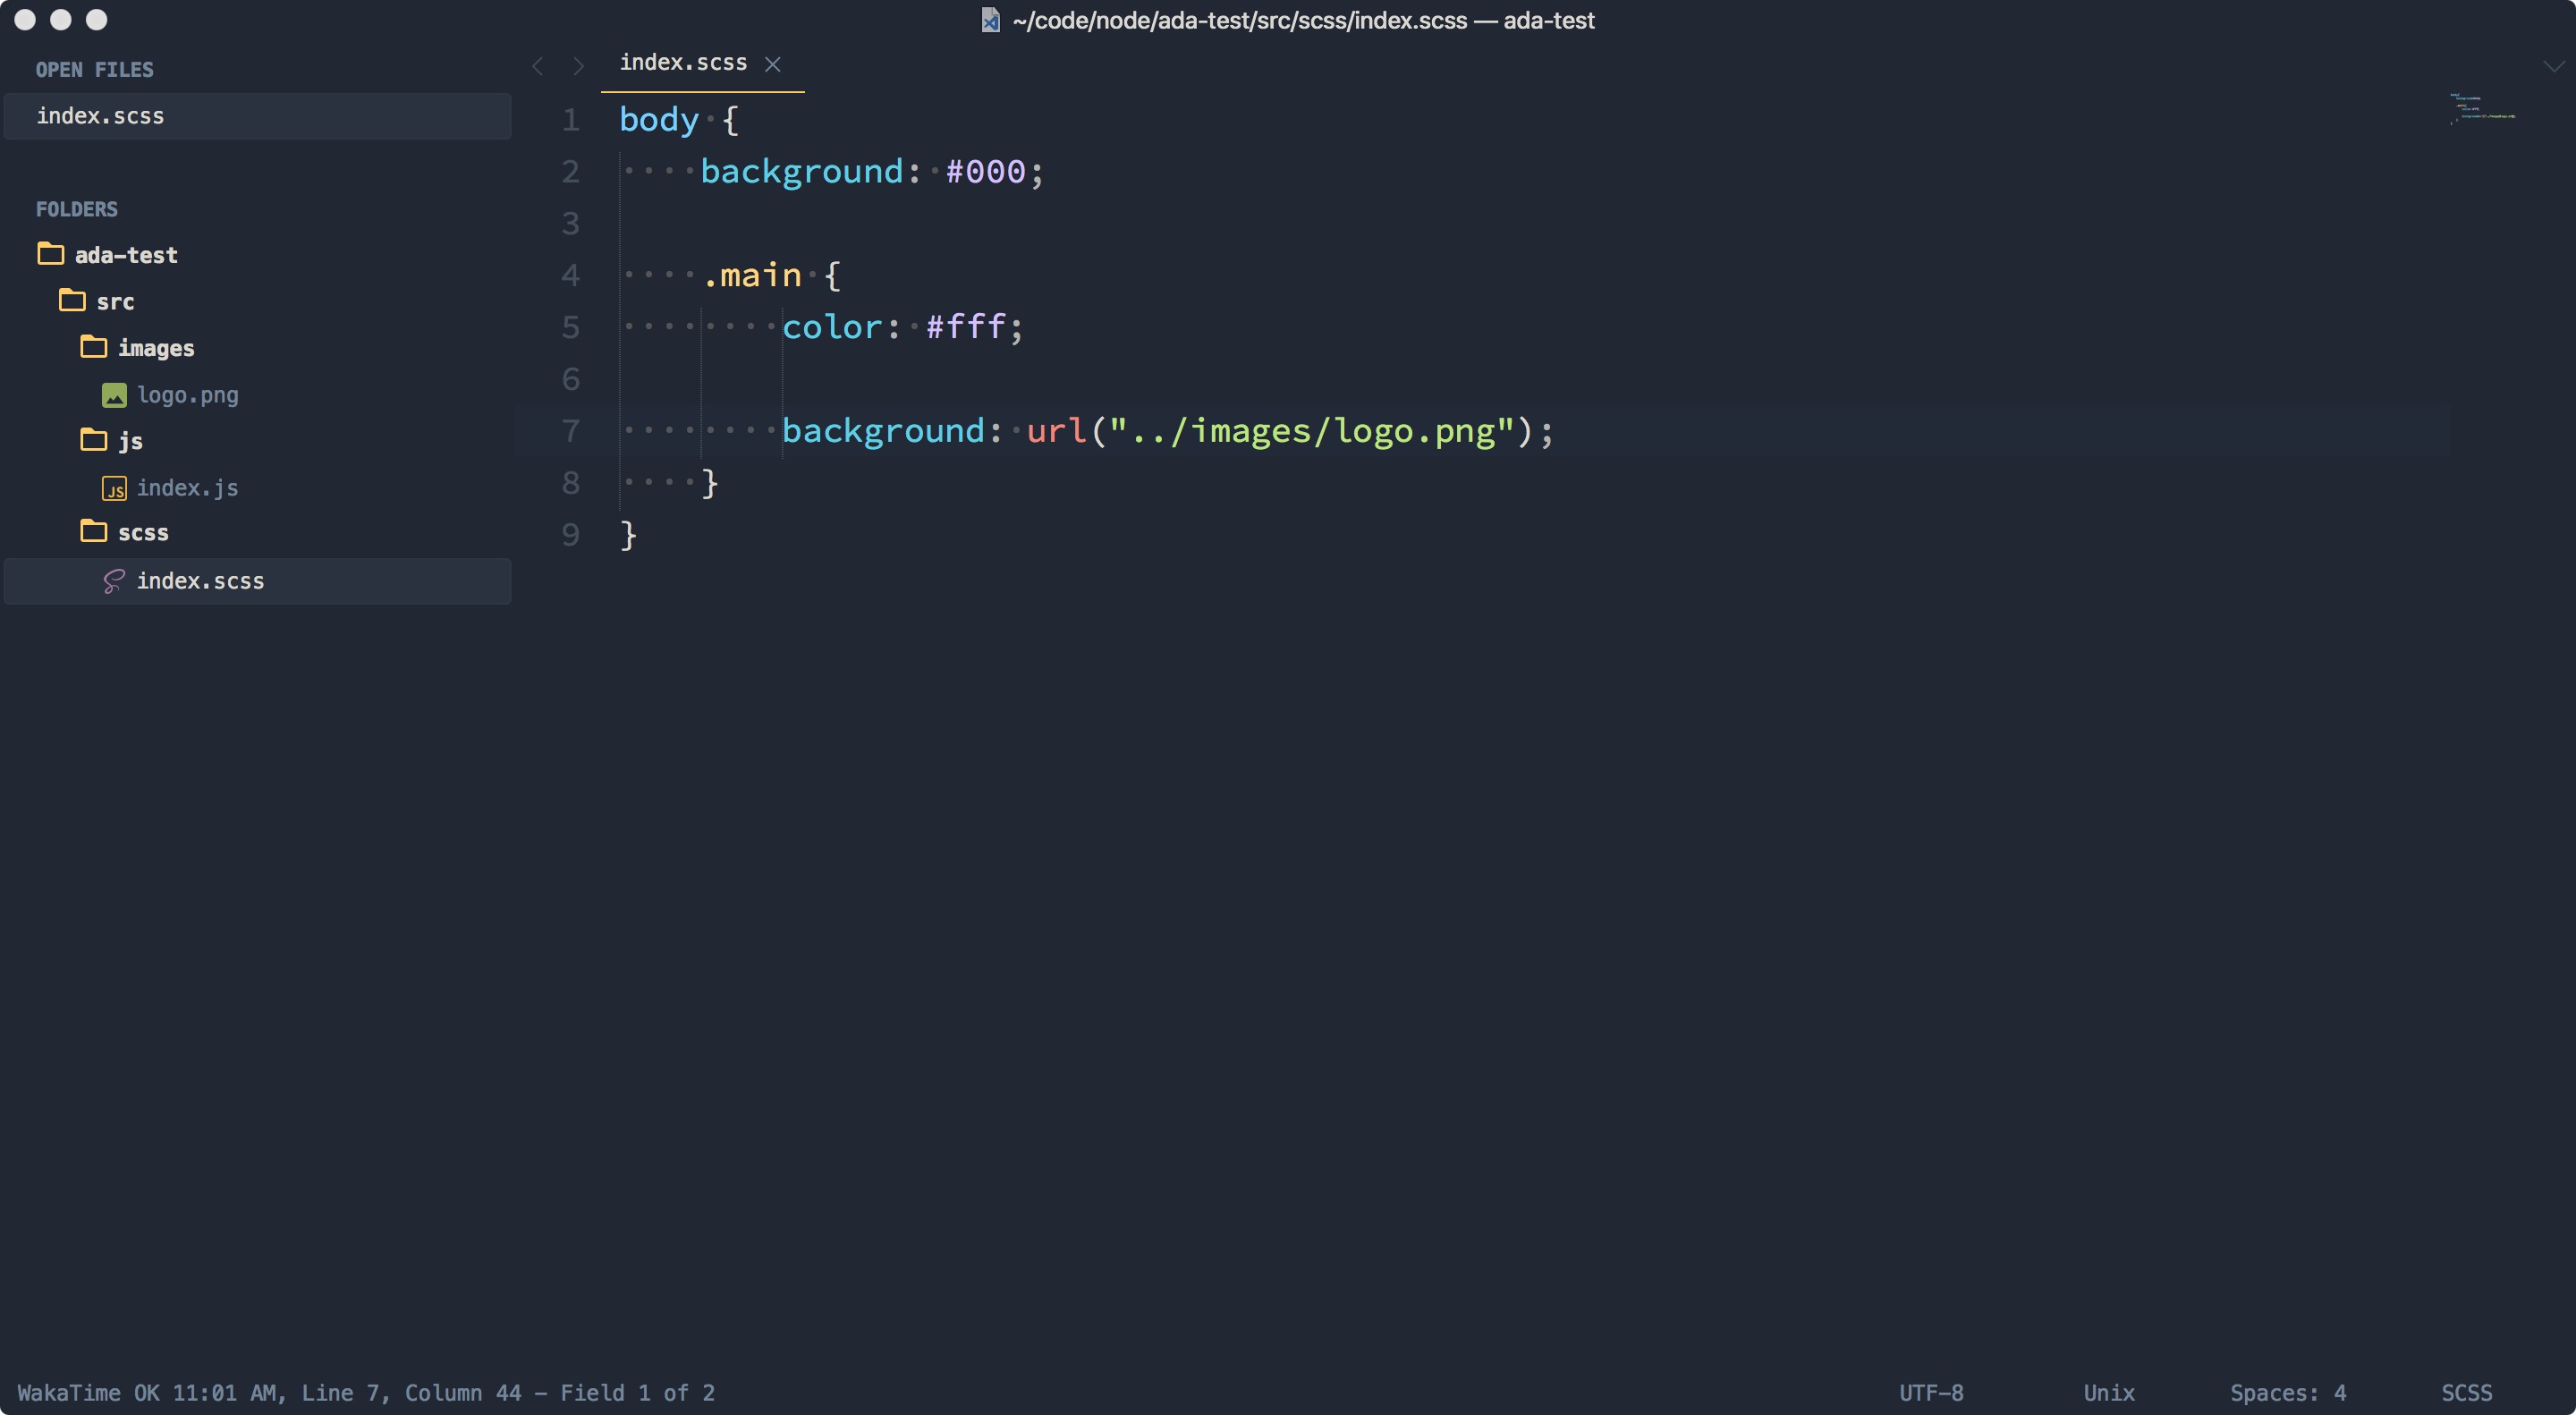 ~/code/node/ada-test/src/scss/index.scss — ada-test
OPEN FILES
index.scss
FOLDERS
ada-test
src
images
logo.png
js
JS index.js
scss
index.scss
index.scss
1 body {
2     background: #000;
3
4     .main {
5         color: #fff;
6
7         background: url("../images/logo.png");
8     }
9 }
WakaTime OK 11:01 AM, Line 7, Column 44 – Field 1 of 2
UTF-8
Unix
Spaces: 4
SCSS